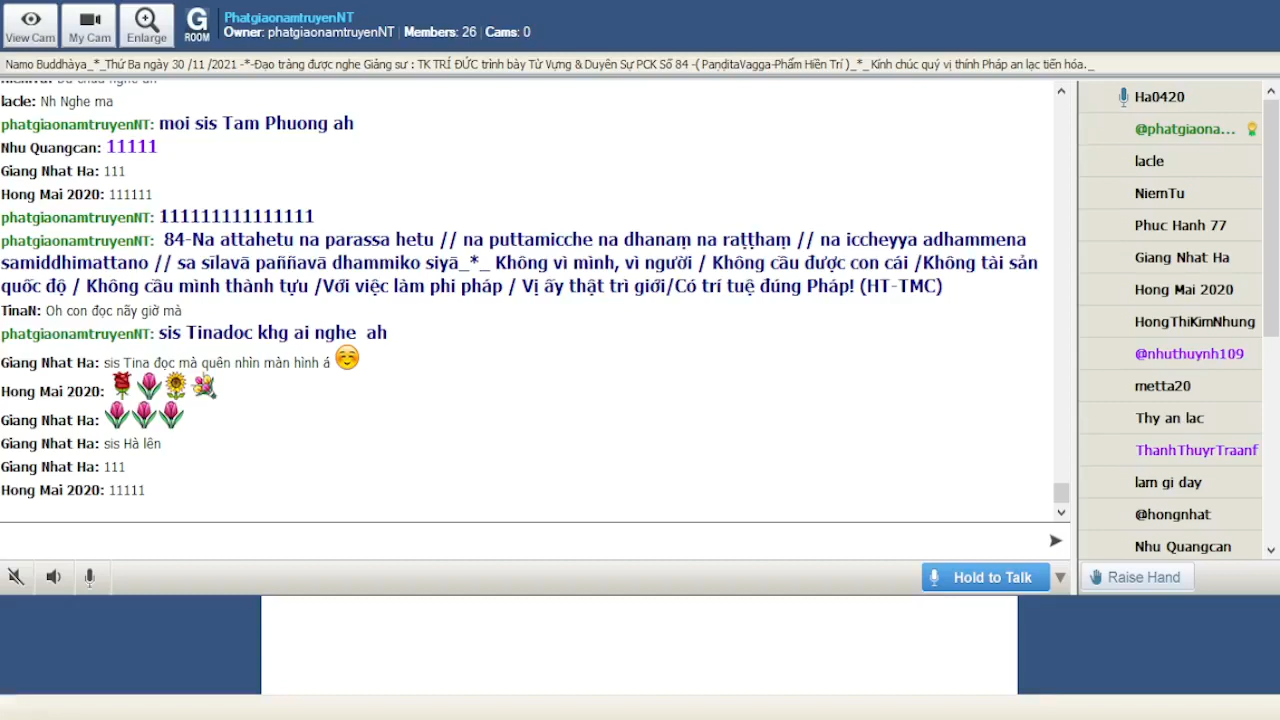 View Cam
My Cam
Enlarge
G
ROOM
PhatgiaonamtruyenNT
Owner: phatgiaonamtruyenNT | Members: 26 | Cams: 0
Namo Buddhàya_*_Thứ Ba ngày 30 /11 /2021 -*-Đạo tràng được nghe Giảng sư : TK TRÍ ĐỨC trình bày Từ Vựng & Duyên Sự PCK Số 84 -( PaṇḍitaVagga-Phẩm Hiền Trí )_*_ Kính chúc quý vị thính Pháp an lạc tiến hóa._
lacle: Nh Nghe ma
phatgiaonamtruyenNT: moi sis Tam Phuong ah
Nhu Quangcan: 11111
Giang Nhat Ha: 111
Hong Mai 2020: 111111
phatgiaonamtruyenNT: 111111111111111
phatgiaonamtruyenNT: 84-Na attahetu na parassa hetu // na puttamicche na dhanaṃ na raṭṭhaṃ // na iccheyya adhammena
samiddhimattano // sa sīlavā paññavā dhammiko siyā_*_ Không vì mình, vì người / Không cầu được con cái /Không tài sản
quốc độ / Không cầu mình thành tựu /Với việc làm phi pháp / Vị ấy thật trì giới/Có trí tuệ đúng Pháp! (HT-TMC)
TinaN: Oh con đọc nãy giờ mà
phatgiaonamtruyenNT: sis Tinadoc khg ai nghe ah
Giang Nhat Ha: sis Tina đọc mà quên nhìn màn hình á
Hong Mai 2020:
Giang Nhat Ha:
Giang Nhat Ha: sis Hà lên
Giang Nhat Ha: 111
Hong Mai 2020: 11111
Hold to Talk
Ha0420
@phatgiaona...
lacle
NiemTu
Phuc Hanh 77
Giang Nhat Ha
Hong Mai 2020
HongThiKimNhung
@nhuthuynh109
metta20
Thy an lac
ThanhThuyrTraanf
lam gi day
@hongnhat
Nhu Quangcan
Raise Hand